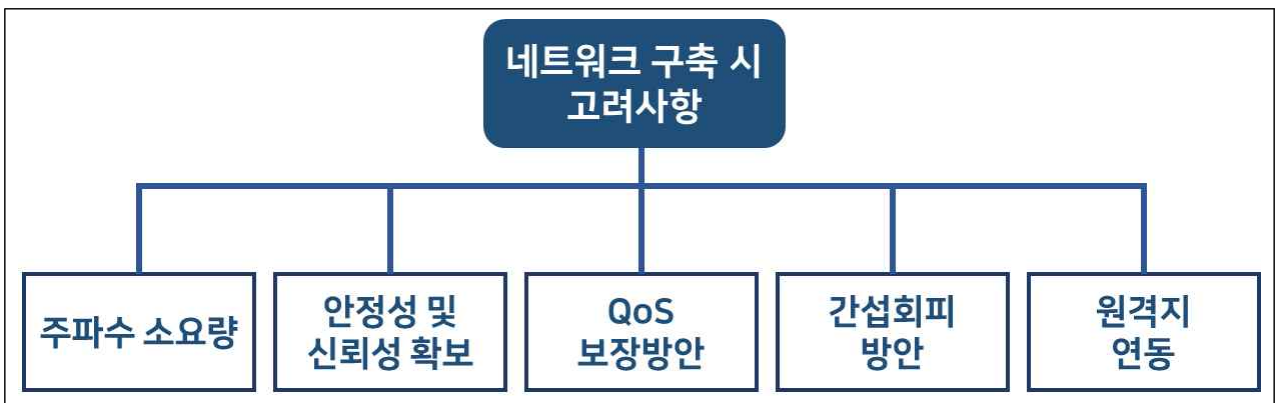 네트워크 구축 시
고려사항
주파수 소요량
안정성 및
신뢰성 확보
QoS
보장방안
간섭회피
방안
원격지
연동